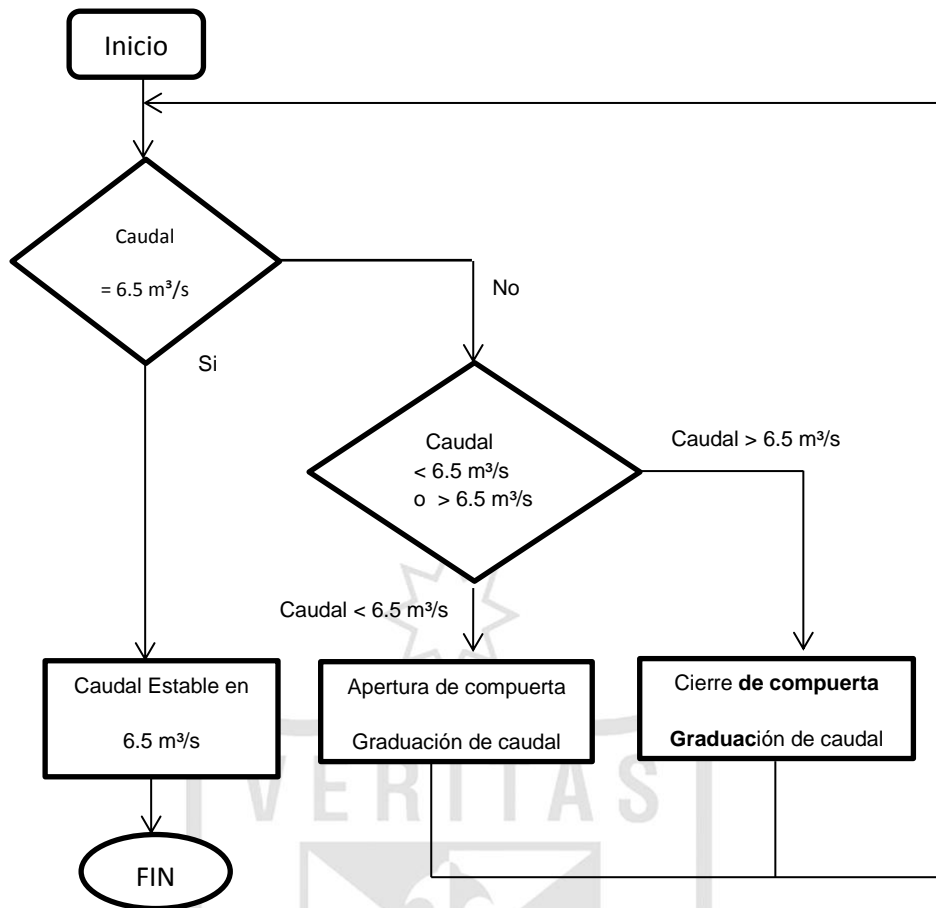 Inicio
Caudal
= 6.5 m³/s
No
Si
Caudal
< 6.5 m³/s
o > 6.5 m³/s
Caudal > 6.5 m³/s
Caudal < 6.5 m³/s
Caudal Estable en
6.5 m³/s
Apertura de compuerta
Graduación de caudal
Cierre de compuerta
Graduación de caudal
VERITAS
FIN